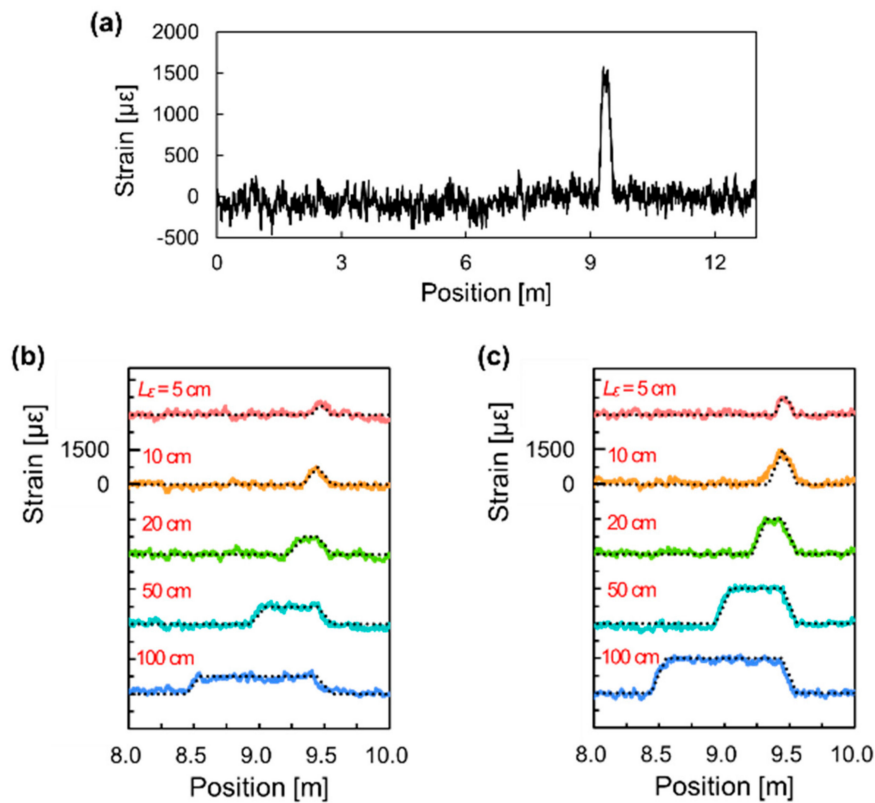 (a)
2000
1500
1000
500
0
-500
Strain [με]
0 3 6 9 12
Position [m]
(b)
Lε = 5 cm
1500
10 cm
0
20 cm
50 cm
100 cm
Strain [με]
8.0 8.5 9.0 9.5 10.0
Position [m]
(c)
Lε = 5 cm
1500
10 cm
0
20 cm
50 cm
100 cm
Strain [με]
8.0 8.5 9.0 9.5 10.0
Position [m]